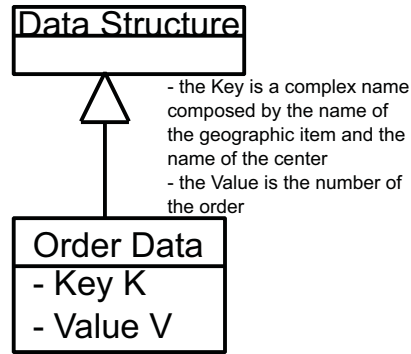 Data Structure
- the Key is a complex name
composed by the name of
the geographic item and the
name of the center
- the Value is the number of
the order
Order Data
- Key K
- Value V